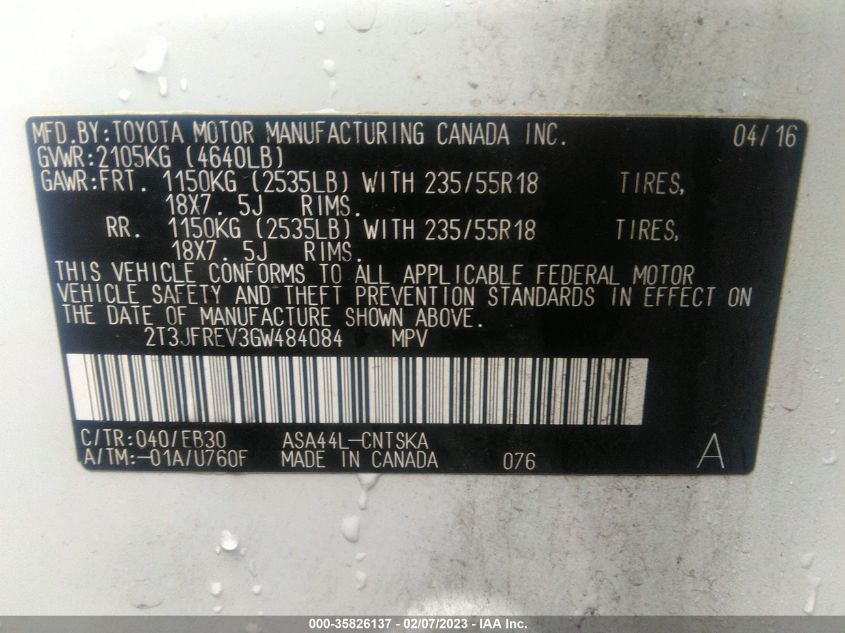 MFD.BY:TOYOTA MOTOR MANUFACTURING CANADA INC. 04/16
GVWR:2105KG (4640LB)
GAWR:FRT. 1150KG (2535LB) WITH 235/55R18 TIRES,
18X7. 5J RIMS.
RR. 1150KG (2535LB) WITH 235/55R18 TIRES,
18X7. 5J RIMS.
THIS VEHICLE CONFORMS TO ALL APPLICABLE FEDERAL MOTOR
VEHICLE SAFETY AND THEFT PREVENTION STANDARDS IN EFFECT ON
THE DATE OF MANUFACTURE SHOWN ABOVE.
2T3JFREV3GW484084 MPV
C/TR:040/EB30 ASA44L-CNTSKA
A/TM:-01A/U760F MADE IN CANADA 076 A
000-35826137 - 02/07/2023 - IAA Inc.